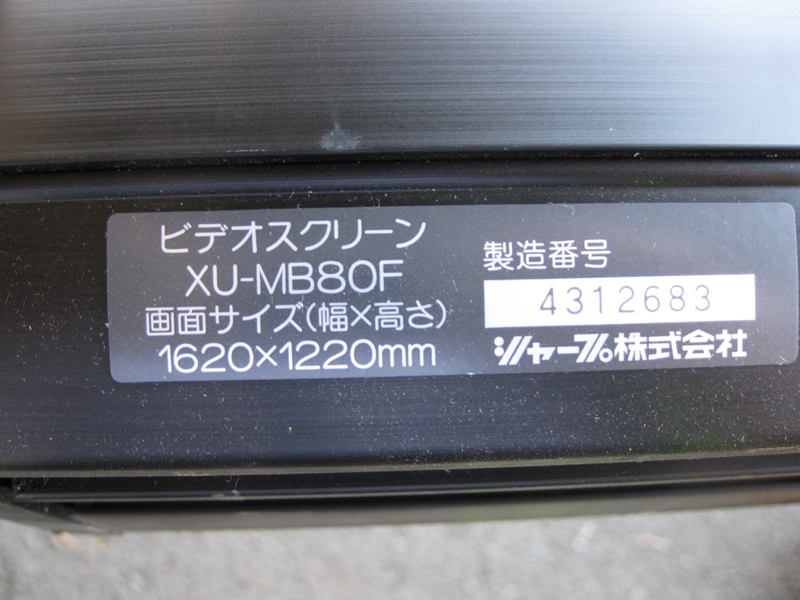 ビデオスクリーン
XU-MB80F
画面サイズ(幅×高さ)
1620×1220mm
製造番号
4312683
シャープ株式会社